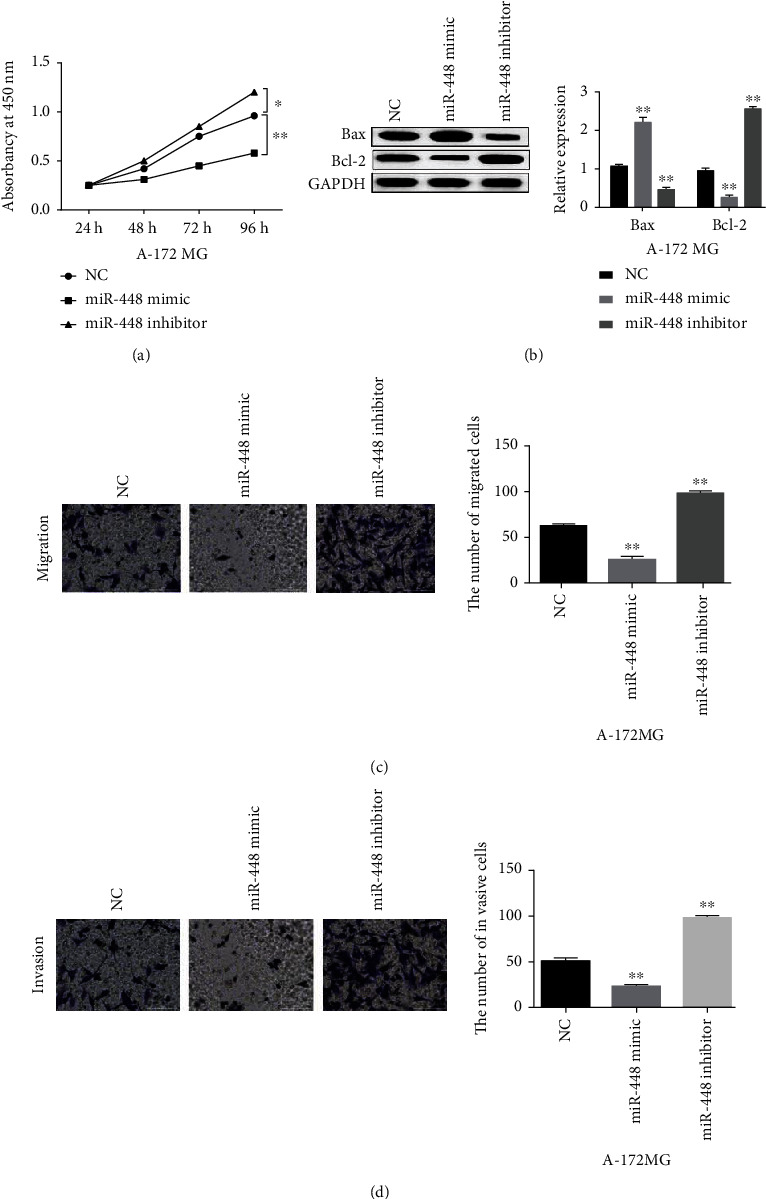 Absorbancy at 450 nm
1.5
1.0
0.5
0.0
24 h 48 h 72 h 96 h
A-172 MG
*
**
NC
miR-448 mimic
miR-448 inhibitor
(a)
NC
miR-448 mimic
miR-448 inhibitor
Bax
Bcl-2
GAPDH
Relative expression
3
2
1
0
**
**
**
**
Bax Bcl-2
A-172 MG
NC
miR-448 mimic
miR-448 inhibitor
(b)
NC
miR-448 mimic
miR-448 inhibitor
Migration
The number of migrated cells
150
100
50
0
**
**
NC
miR-448 mimic
miR-448 inhibitor
A-172MG
(c)
NC
miR-448 mimic
miR-448 inhibitor
Invasion
The number of in vasive cells
150
100
50
0
**
**
NC
miR-448 mimic
miR-448 inhibitor
A-172MG
(d)